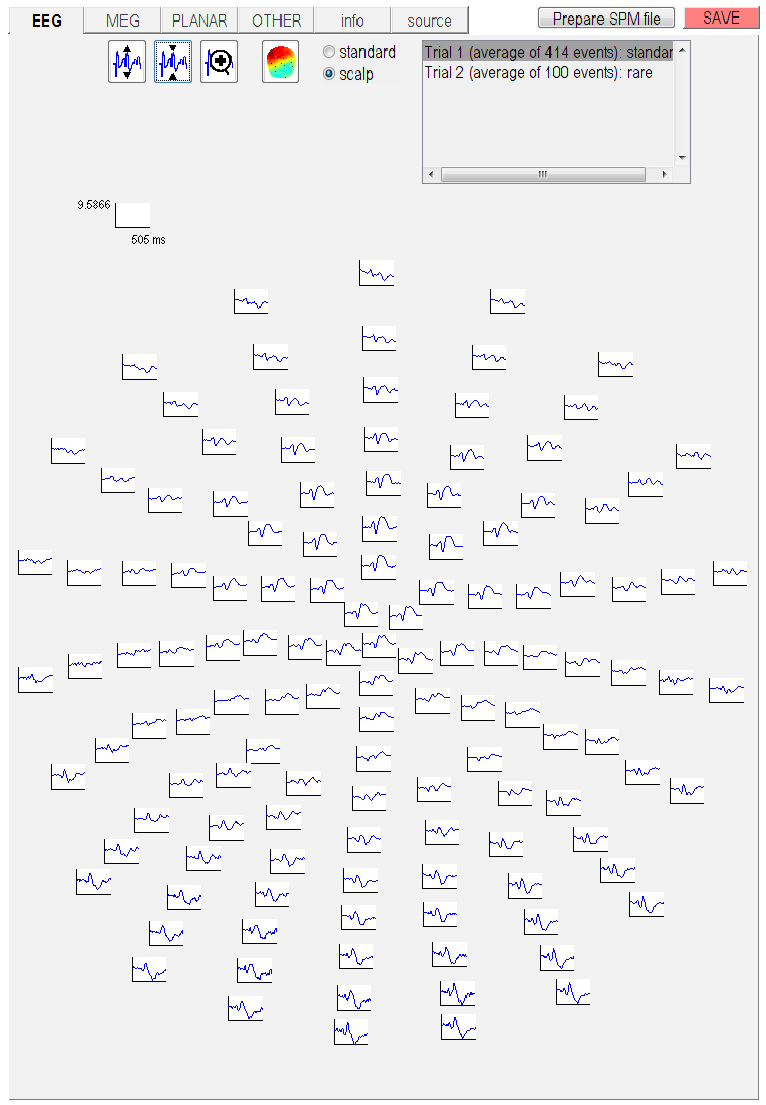 EEG MEG PLANAR OTHER info source Prepare SPM file SAVE
standard
scalp
Trial 1 (average of 414 events): standar
Trial 2 (average of 100 events): rare
9.5866
505 ms